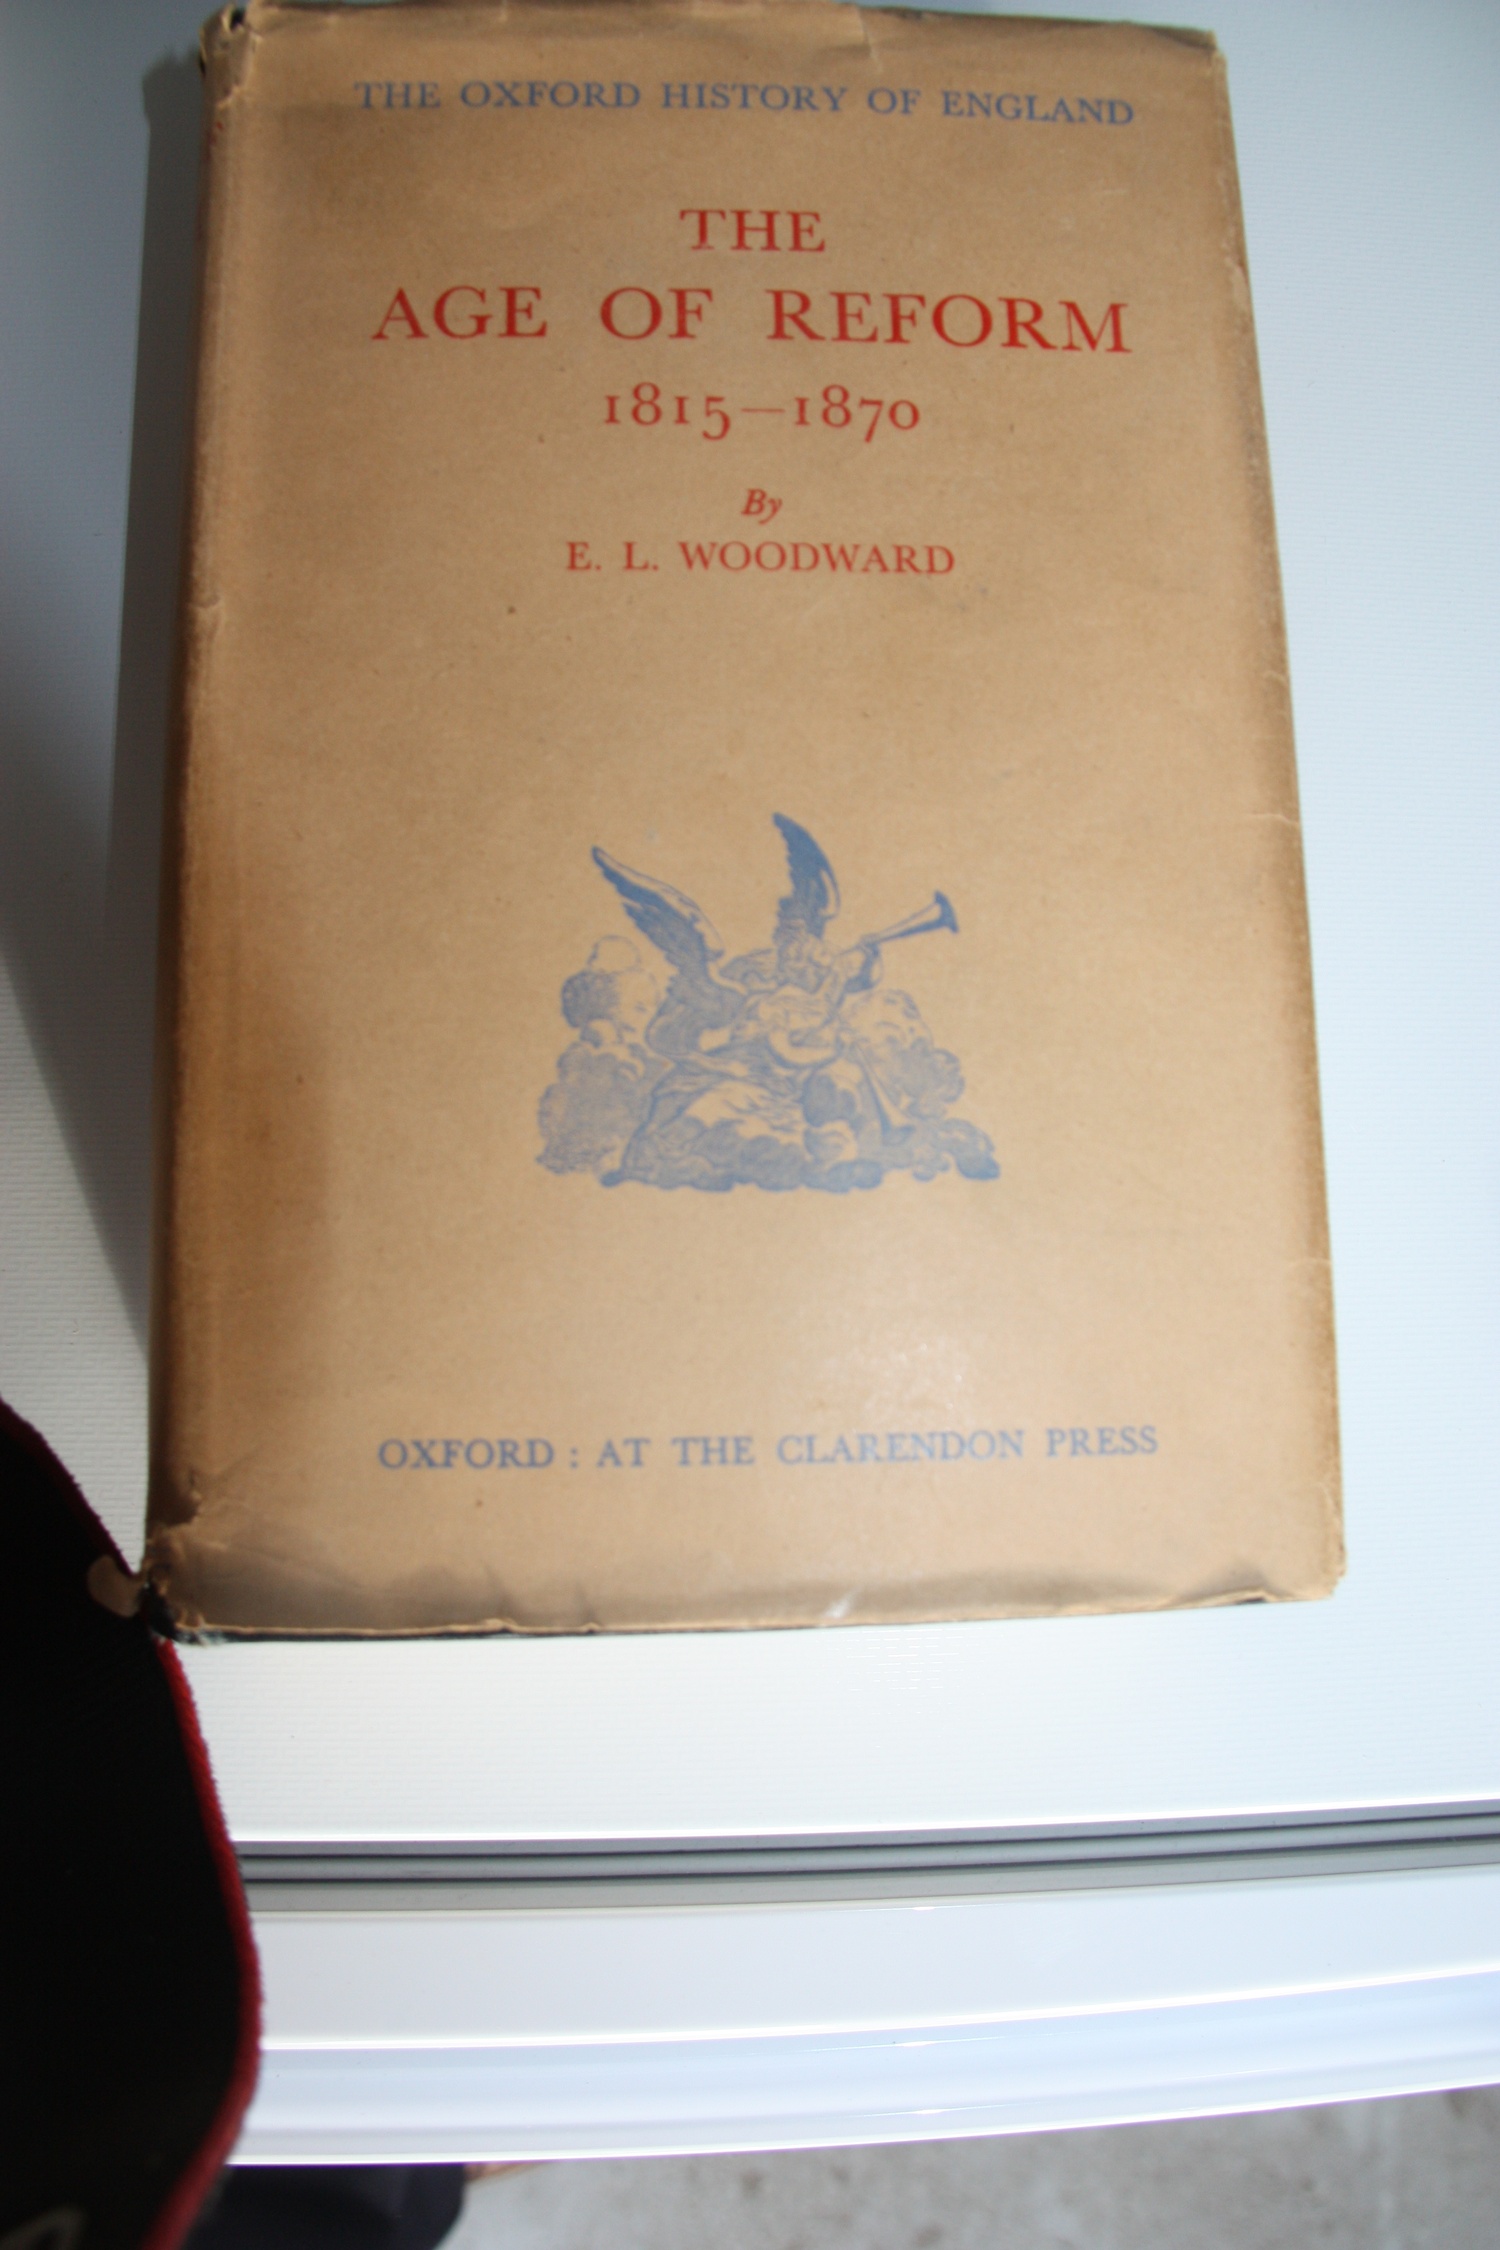 THE OXFORD HISTORY OF ENGLAND
THE
AGE OF REFORM
1815—1870
By
E. L. WOODWARD
OXFORD : AT THE CLARENDON PRESS